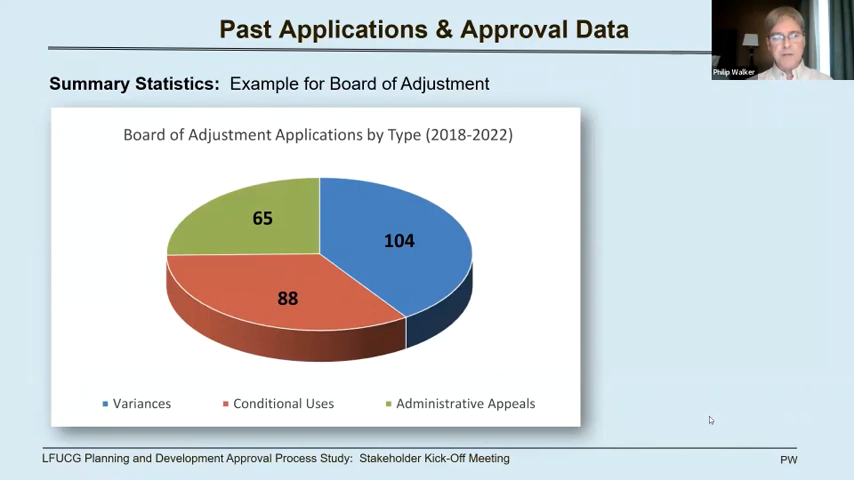 Past Applications & Approval Data
Philip Walker
Summary Statistics: Example for Board of Adjustment
Board of Adjustment Applications by Type (2018-2022)
65
104
88
Variances
Conditional Uses
Administrative Appeals
LFUCG Planning and Development Approval Process Study: Stakeholder Kick-Off Meeting
PW